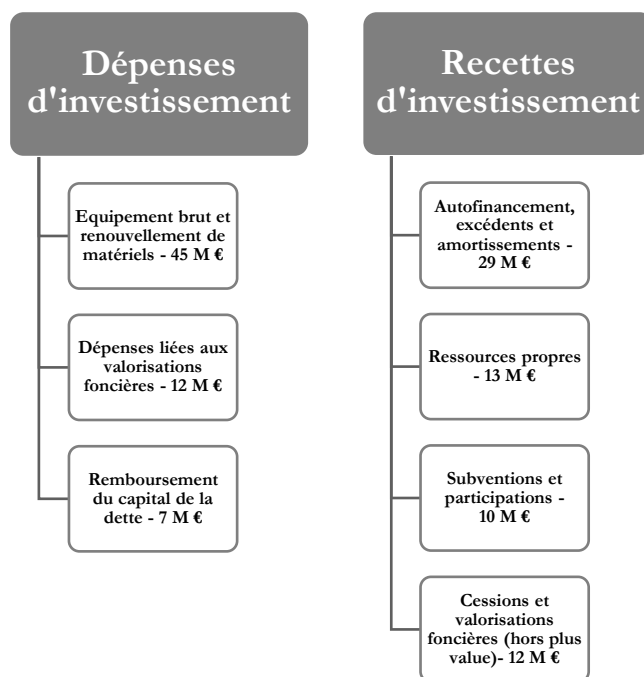 Dépenses
d'investissement
Equipement brut et
renouvellement de
matériels - 45 M €
Dépenses liées aux
valorisations
foncières - 12 M €
Remboursement
du capital de la
dette - 7 M €
Recettes
d'investissement
Autofinancement,
excédents et
amortissements -
29 M €
Ressources propres
- 13 M €
Subventions et
participations -
10 M €
Cessions et
valorisations
foncières (hors plus
value)- 12 M €